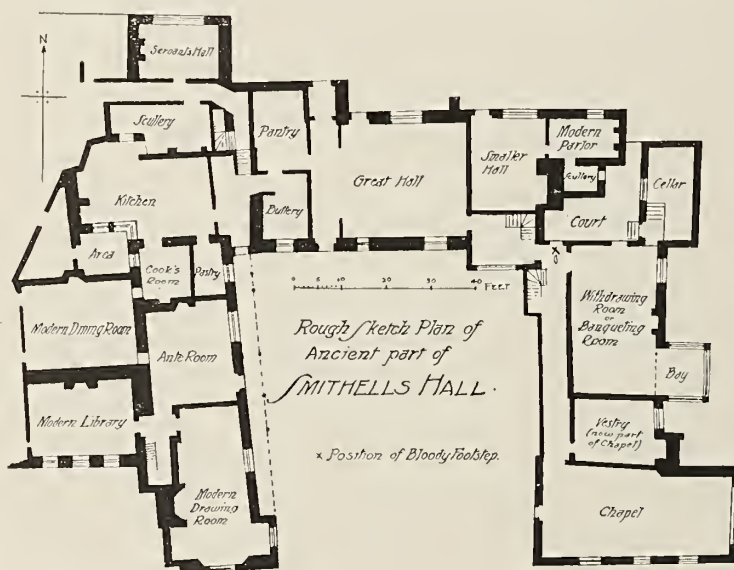 N
Servants Hall
Scullery
Pantry
Kitchen
Buttery
Great Hall
Smaller
Hall
Modern
Parlor
Scullery
Court
Cellar
Area
Cook's
Room
Pastry
0 5 10 20 30 40 FEET
Modern Dining Room
Ante Room
Withdrawing
Room
or
Banqueting
Room
Bay
Rough Sketch Plan of
Ancient part of
SMITHELLS HALL.
Modern Library
Vestry
(now part
of Chapel)
x Position of Bloody Footstep.
Modern
Drawing
Room
Chapel